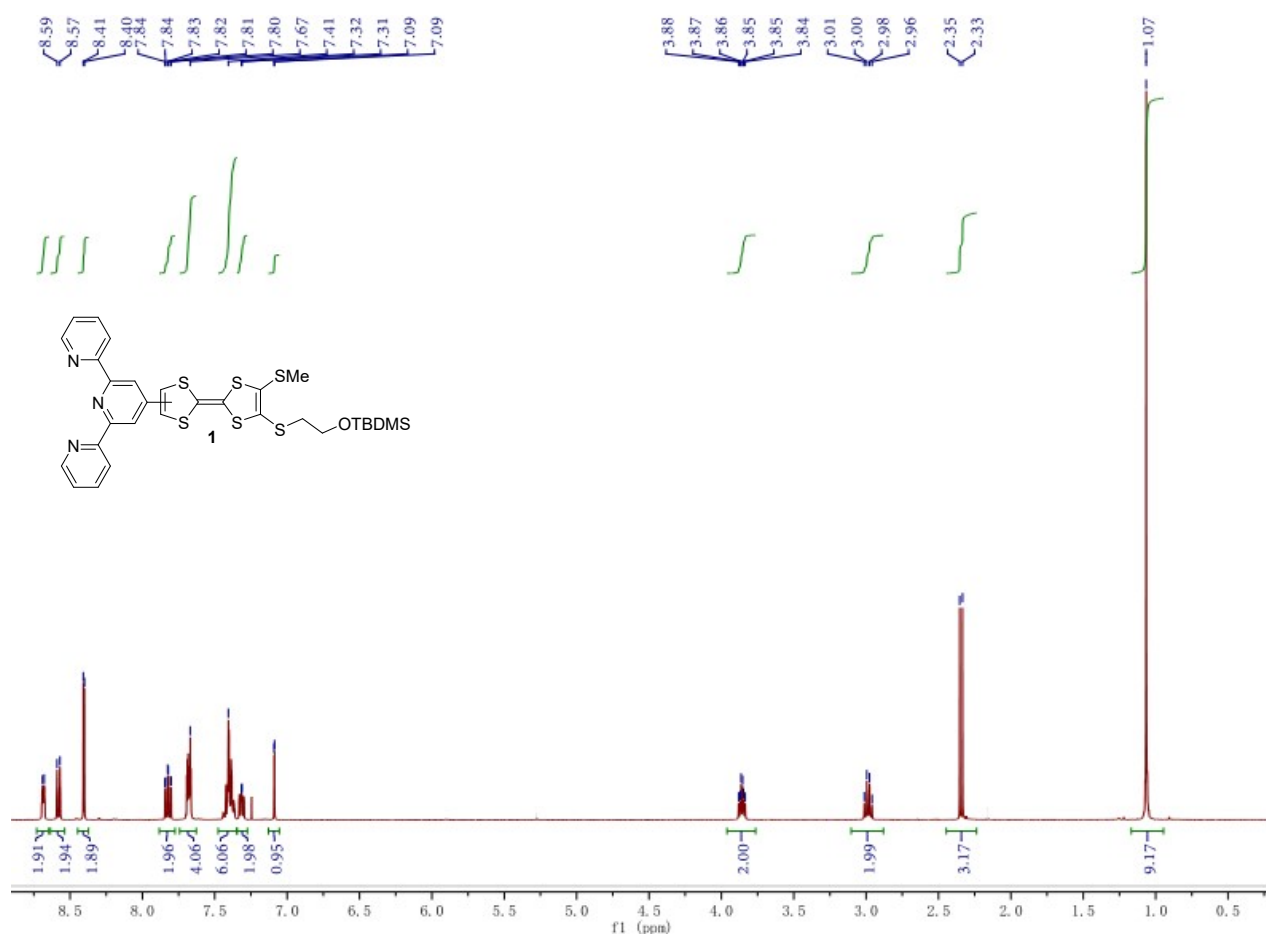 8.59 8.57 8.41 8.40 7.84 7.84 7.83 7.82 7.81 7.80 7.67 7.41 7.32 7.31 7.09 7.09 3.88 3.87 3.86 3.85 3.85 3.84 3.01 3.00 2.98 2.96 2.35 2.33 1.07
N
S S SMe
N
S S S OTBDMS
1
N
1.91 1.94 1.89 1.96 4.06 6.06 1.98 0.95 2.00 1.99 3.17 9.17
8.5 8.0 7.5 7.0 6.5 6.0 5.5 5.0 4.5 4.0 3.5 3.0 2.5 2.0 1.5 1.0 0.5
f1 (ppm)